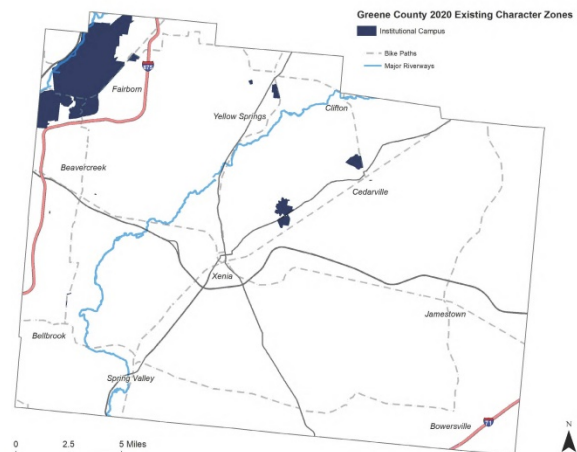 Greene County 2020 Existing Character Zones
Institutional Campus
Bike Paths
Major Riverways
675
Fairborn
Yellow Springs
Clifton
Beavercreek
Cedarville
Xenia
Jamestown
Bellbrook
Spring Valley
Bowersville
71
N
0 2.5 5 Miles